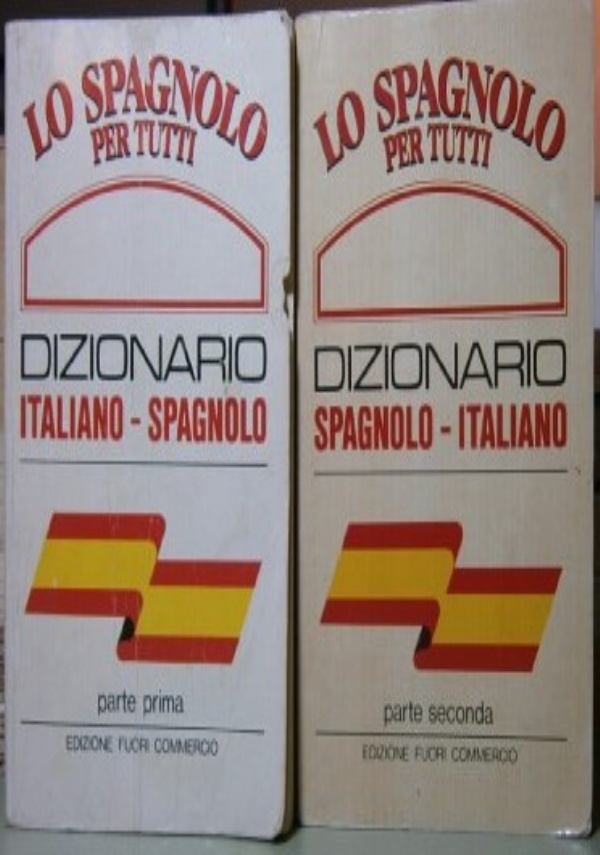 LO SPAGNOLO
PER TUTTI
DIZIONARIO
ITALIANO - SPAGNOLO
parte prima
EDIZIONE FUORI COMMERCIO
LO SPAGNOLO
PER TUTTI
DIZIONARIO
SPAGNOLO - ITALIANO
parte seconda
EDIZIONE FUORI COMMERCIO